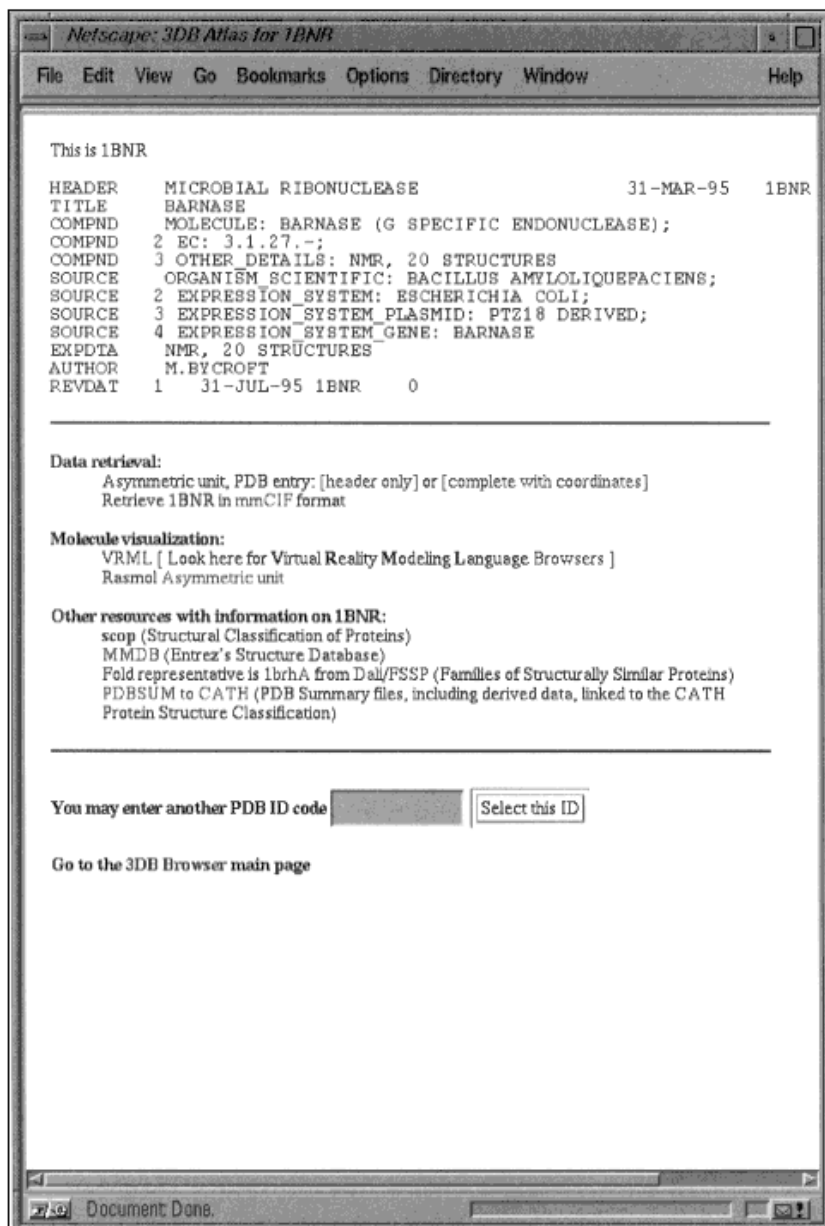 Netscape: 3DB Atlas for 1BNR
File Edit View Go Bookmarks Options Directory Window Help
This is 1BNR
HEADER MICROBIAL RIBONUCLEASE 31-MAR-95 1BNR
TITLE BARNASE
COMPND MOLECULE: BARNASE (G SPECIFIC ENDONUCLEASE);
COMPND 2 EC: 3.1.27.-;
COMPND 3 OTHER_DETAILS: NMR, 20 STRUCTURES
SOURCE ORGANISM_SCIENTIFIC: BACILLUS AMYLOLIQUEFACIENS;
SOURCE 2 EXPRESSION_SYSTEM: ESCHERICHIA COLI;
SOURCE 3 EXPRESSION_SYSTEM_PLASMID: PTZ18 DERIVED;
SOURCE 4 EXPRESSION_SYSTEM_GENE: BARNASE
EXPDTA NMR, 20 STRUCTURES
AUTHOR M.BYCROFT
REVDAT 1 31-JUL-95 1BNR 0
Data retrieval:
Asymmetric unit, PDB entry: [header only] or [complete with coordinates]
Retrieve 1BNR in mmCIF format
Molecule visualization:
VRML [ Look here for Virtual Reality Modeling Language Browsers ]
Rasmol Asymmetric unit
Other resources with information on 1BNR:
scop (Structural Classification of Proteins)
MMDB (Entrez's Structure Database)
Fold representative is 1brhA from Dali/FSSP (Families of Structurally Similar Proteins)
PDBSUM to CATH (PDB Summary files, including derived data, linked to the CATH
Protein Structure Classification)
You may enter another PDB ID code Select this ID
Go to the 3DB Browser main page
Document: Done.